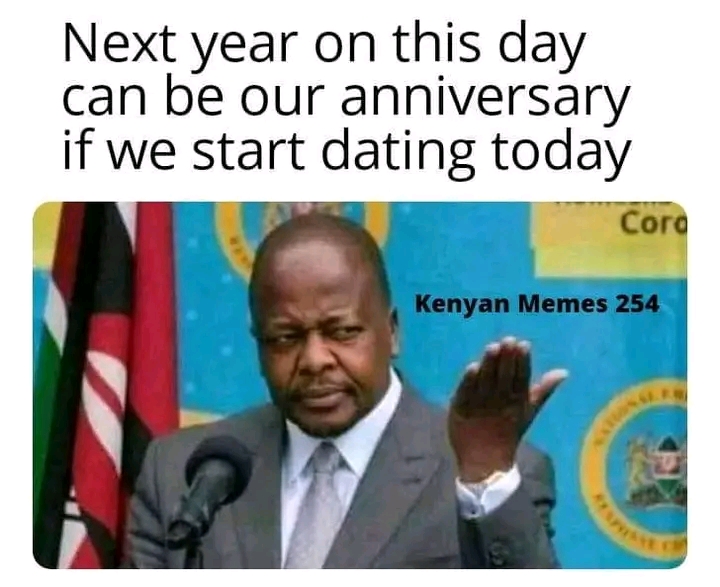 Next year on this day
can be our anniversary
if we start dating today
Coro
Kenyan Memes 254